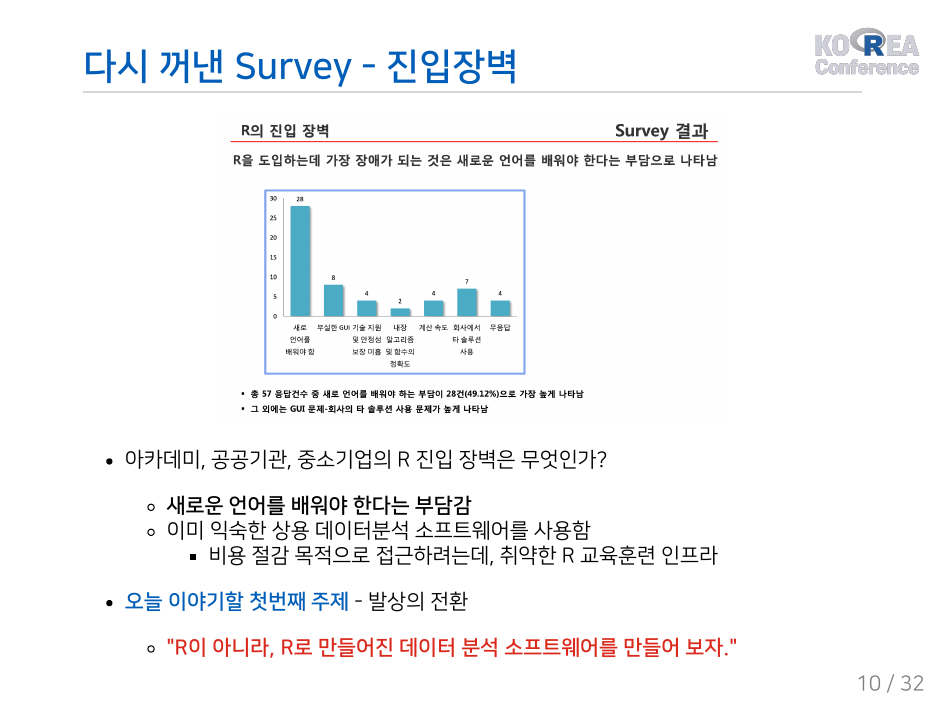 다시 꺼낸 Survey - 진입장벽
KOREA
Conference
R의 진입 장벽
Survey 결과
R을 도입하는데 가장 장애가 되는 것은 새로운 언어를 배워야 한다는 부담으로 나타남
30
25
20
15
10
5
0
28
8
4
2
4
7
4
새로
언어를
배워야 함
부실한 GUI
기술 지원
및 안정성
보장 미흡
내장
알고리즘
및 함수의
정확도
계산 속도
회사에서
타 솔루션
사용
무응답
▪ 총 57 응답건수 중 새로 언어를 배워야 하는 부담이 28건(49.12%)으로 가장 높게 나타남
▪ 그 외에는 GUI 문제-회사의 타 솔루션 사용 문제가 높게 나타남
• 아카데미, 공공기관, 중소기업의 R 진입 장벽은 무엇인가?
◦ 새로운 언어를 배워야 한다는 부담감
◦ 이미 익숙한 상용 데이터분석 소프트웨어를 사용함
▪ 비용 절감 목적으로 접근하려는데, 취약한 R 교육훈련 인프라
• 오늘 이야기할 첫번째 주제 - 발상의 전환
◦ "R이 아니라, R로 만들어진 데이터 분석 소프트웨어를 만들어 보자."
10 / 32